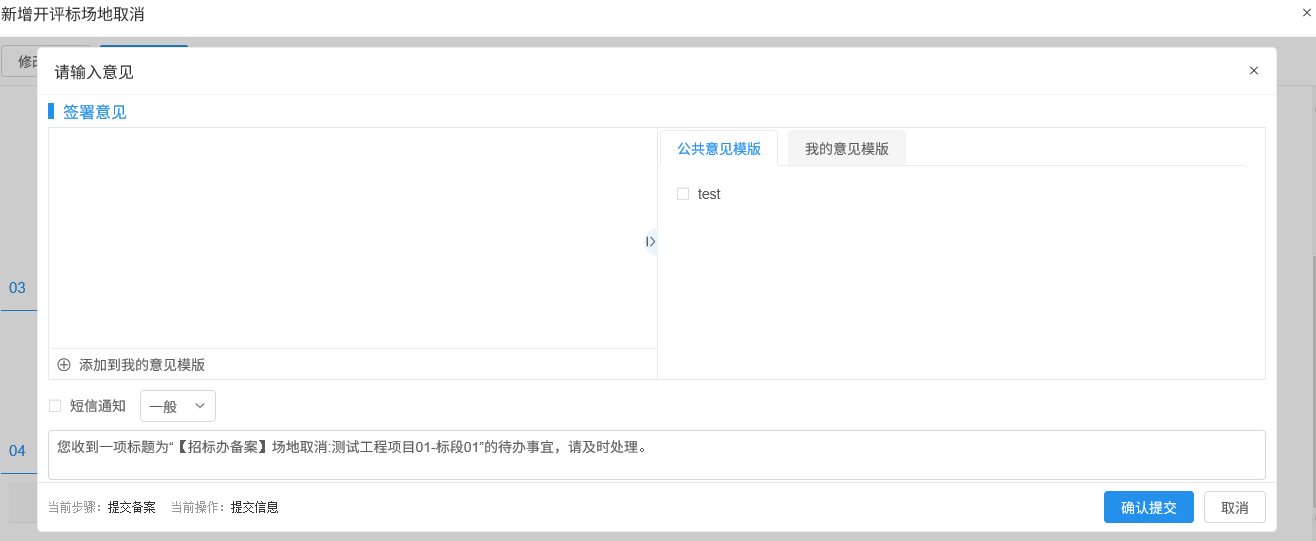 新增开评标场地取消
修改
请输入意见
签署意见
公共意见模版
我的意见模版
test
03
添加到我的意见模版
短信通知
一般
04
您收到一项标题为“【招标办备案】场地取消:测试工程项目01-标段01”的待办事宜，请及时处理。
当前步骤：提交备案 当前操作：提交信息
确认提交
取消